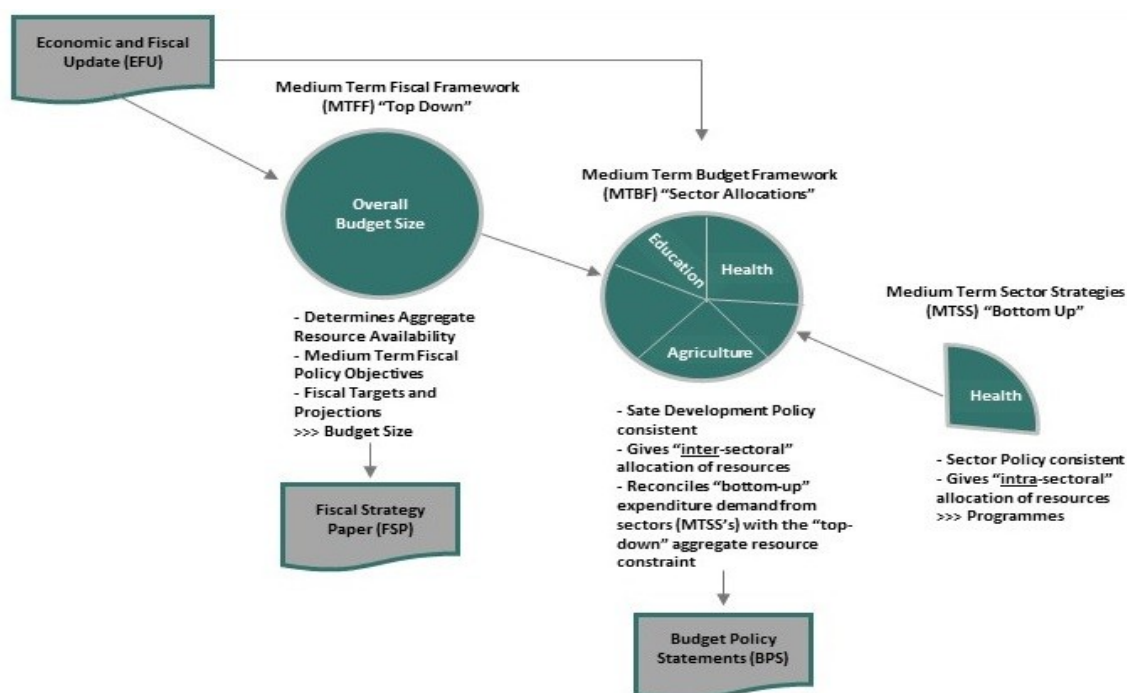 Economic and Fiscal
Update (EFU)
Medium Term Fiscal Framework
(MTFF) “Top Down”
Overall
Budget Size
- Determines Aggregate
Resource Availability
- Medium Term Fiscal
Policy Objectives
- Fiscal Targets and
Projections
>>> Budget Size
Fiscal Strategy
Paper (FSP)
Medium Term Budget Framework
(MTBF) “Sector Allocations”
Education
Health
Agriculture
- Sate Development Policy
consistent
- Gives “inter-sectoral”
allocation of resources
- Reconciles “bottom-up”
expenditure demand from
sectors (MTSS’s) with the “top-
down” aggregate resource
constraint
Budget Policy
Statements (BPS)
Medium Term Sector Strategies
(MTSS) “Bottom Up”
Health
- Sector Policy consistent
- Gives “intra-sectoral”
allocation of resources
>>> Programmes